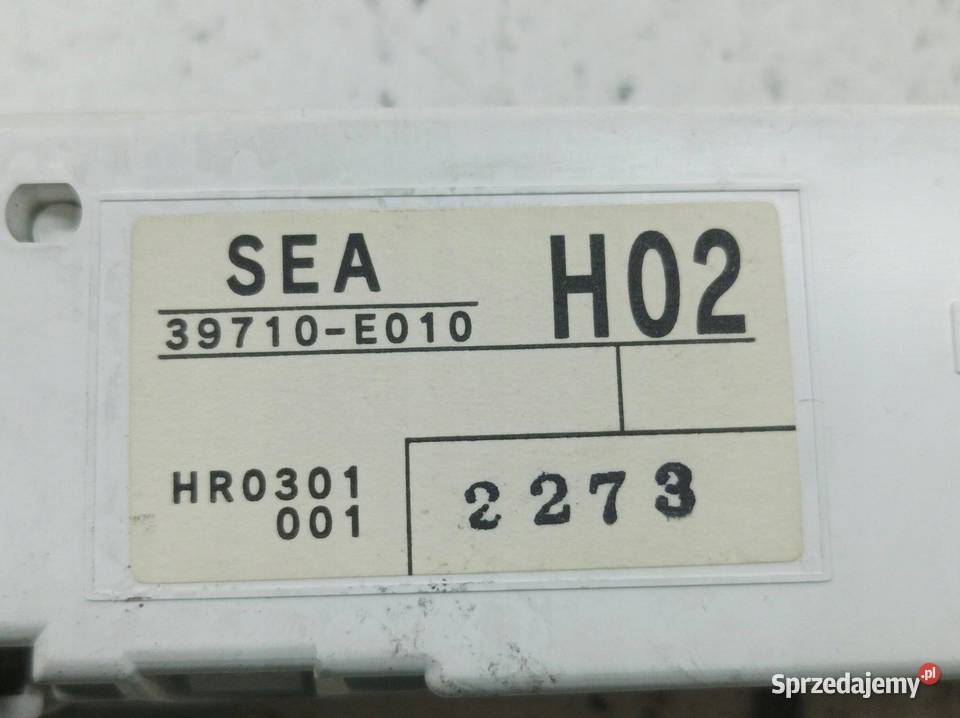 SEA H02
39710-E010
HR0301
001
2273
Sprzedajemy.pl